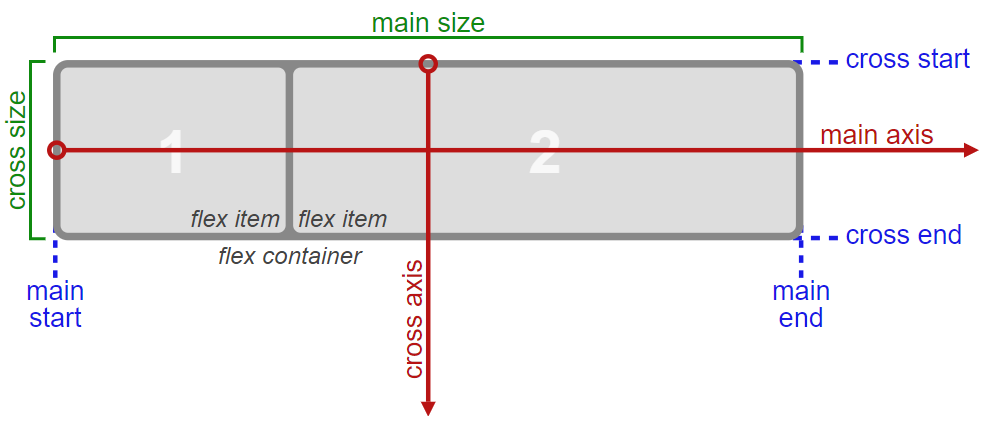 main size
cross start
cross size
1
2
main axis
flex item
flex item
cross end
flex container
cross axis
main
start
main
end